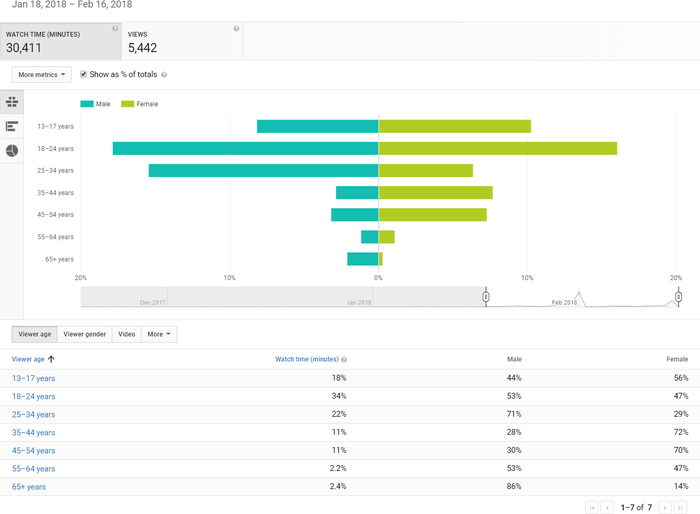 Jan 18, 2018 – Feb 16, 2018
WATCH TIME (MINUTES)
30,411
VIEWS
5,442
More metrics
Show as % of totals
Male Female
13–17 years
18–24 years
25–34 years
35–44 years
45–54 years
55–64 years
65+ years
20% 10% 0% 10% 20%
Dec 2017 Jan 2018 Feb 2018
Viewer age Viewer gender Video More
Viewer age Watch time (minutes) Male Female
13–17 years 18% 44% 56%
18–24 years 34% 53% 47%
25–34 years 22% 71% 29%
35–44 years 11% 28% 72%
45–54 years 11% 30% 70%
55–64 years 2.2% 53% 47%
65+ years 2.4% 86% 14%
1–7 of 7